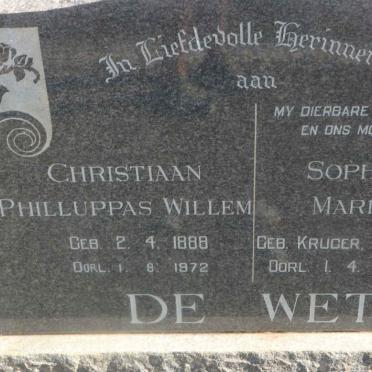 In Liefdevolle Herinner
aan
MY DIERBARE
EN ONS MO
CHRISTIAAN
PHILLUPPAS WILLEM
GEB. 2. 4. 1888
OORL. 1. 8. 1972
SOPH
MARI
GEB. KRUGER,
OORL. 1. 4.
DE WET